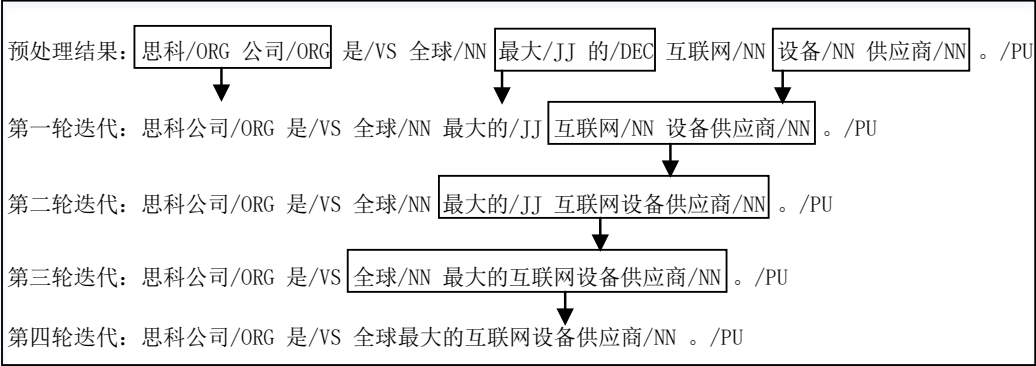 预处理结果：思科/ORG 公司/ORG 是/VS 全球/NN 最大/JJ 的/DEC 互联网/NN 设备/NN 供应商/NN 。/PU
第一轮迭代：思科公司/ORG 是/VS 全球/NN 最大的/JJ 互联网/NN 设备供应商/NN 。/PU
第二轮迭代：思科公司/ORG 是/VS 全球/NN 最大的/JJ 互联网设备供应商/NN 。/PU
第三轮迭代：思科公司/ORG 是/VS 全球/NN 最大的互联网设备供应商/NN 。/PU
第四轮迭代：思科公司/ORG 是/VS 全球最大的互联网设备供应商/NN 。/PU